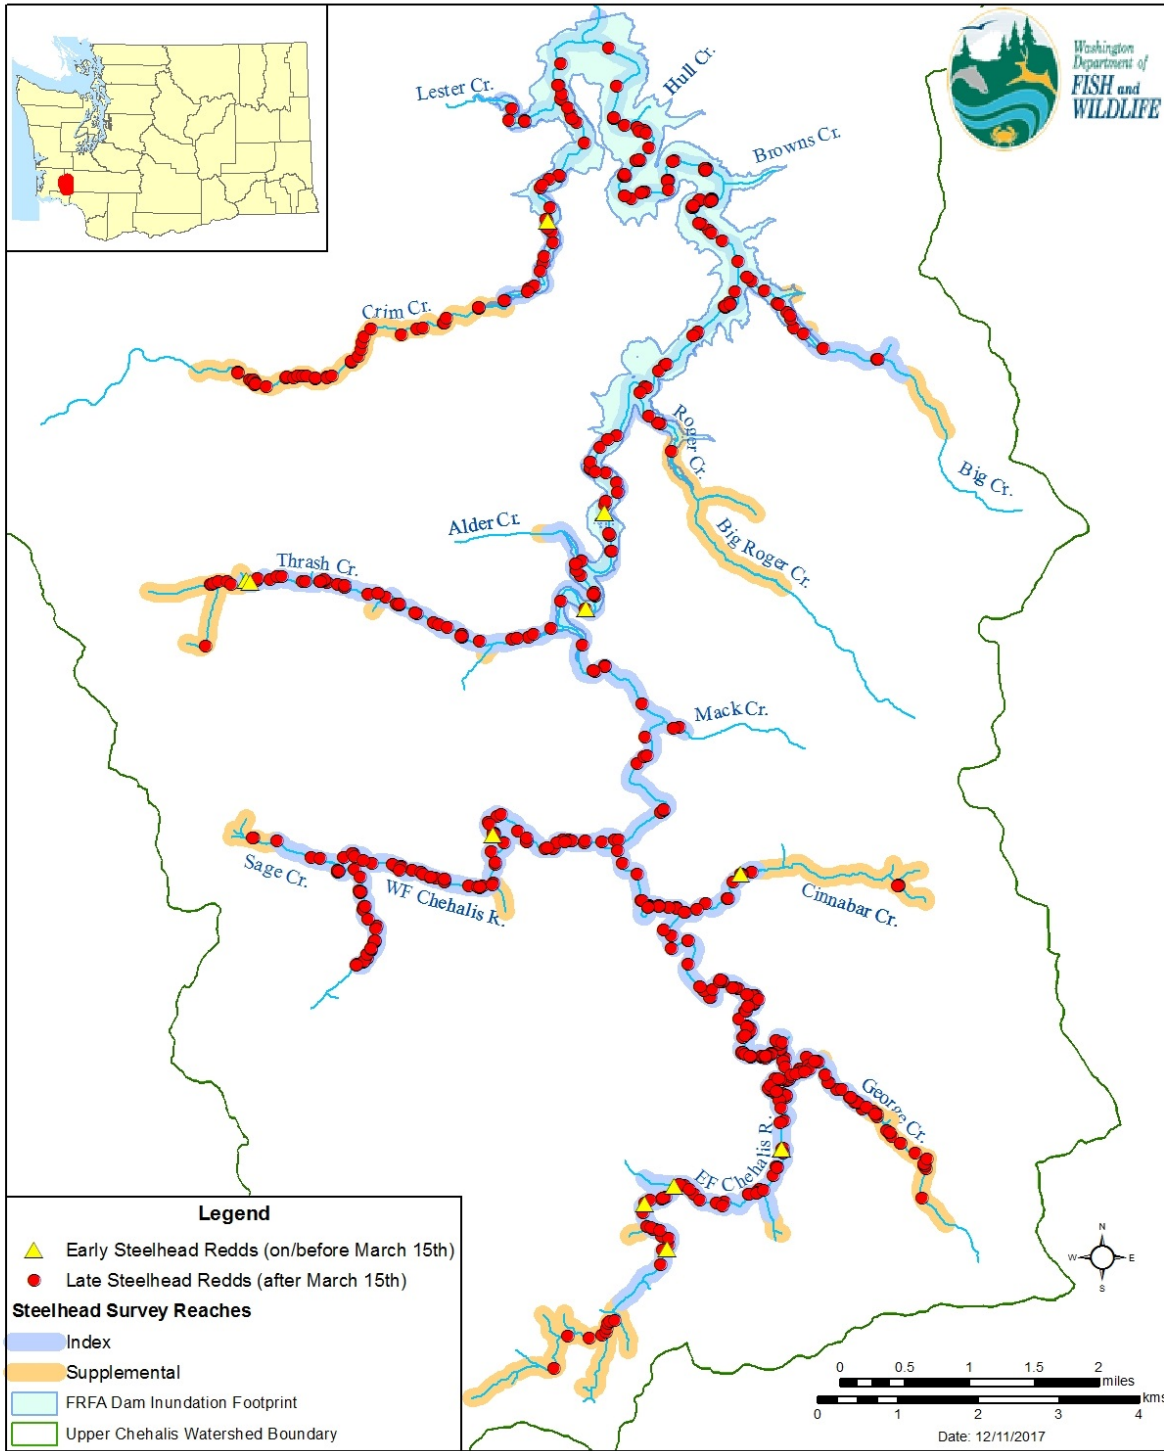 Washington
Department of
FISH and
WILDLIFE
Hull Cr.
Lester Cr.
Browns Cr.
Crim Cr.
Roger Cr.
Big Cr.
Alder Cr.
Big Roger Cr.
Thrash Cr.
Mack Cr.
Sage Cr.
WF Chehalis R.
Cinnabar Cr.
George Cr.
EF Chehalis R.
Legend
Early Steelhead Redds (on/before March 15th)
Late Steelhead Redds (after March 15th)
Steelhead Survey Reaches
Index
Supplemental
FRFA Dam Inundation Footprint
Upper Chehalis Watershed Boundary
N
W E
S
0 0.5 1 1.5 2
miles
kms
0 1 2 3 4
Date: 12/11/2017